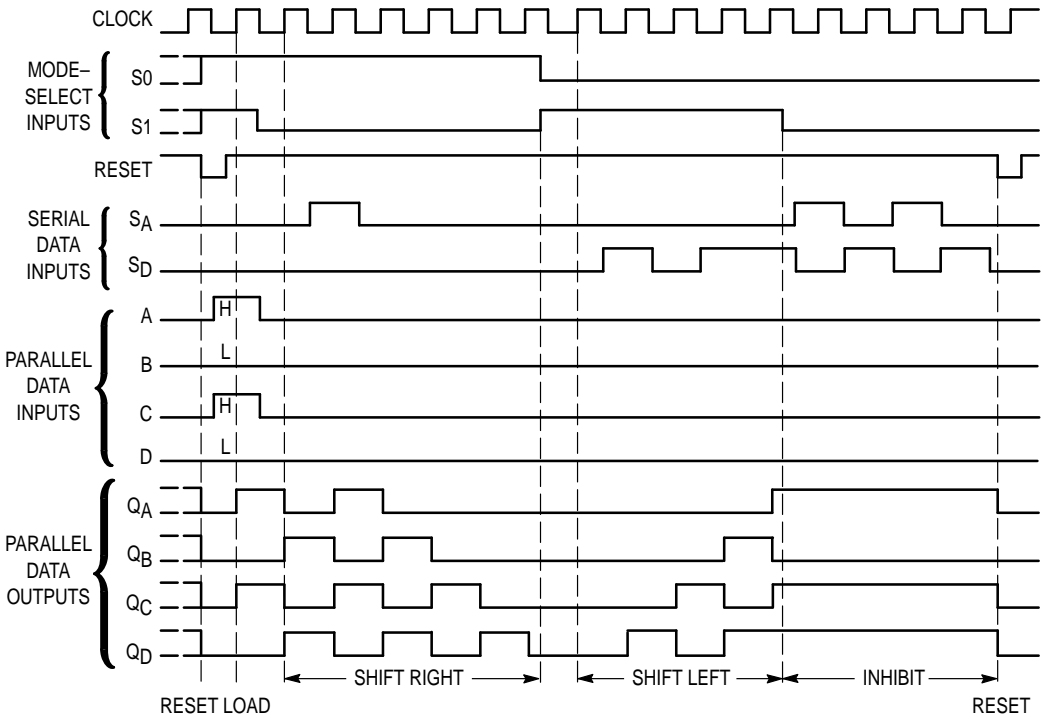 CLOCK
MODE–
SELECT
INPUTS
S0
S1
RESET
SERIAL
DATA
INPUTS
SA
SD
PARALLEL
DATA
INPUTS
A
H
B
L
C
H
D
L
PARALLEL
DATA
OUTPUTS
QA
QB
QC
QD
SHIFT RIGHT
SHIFT LEFT
INHIBIT
RESET LOAD
RESET